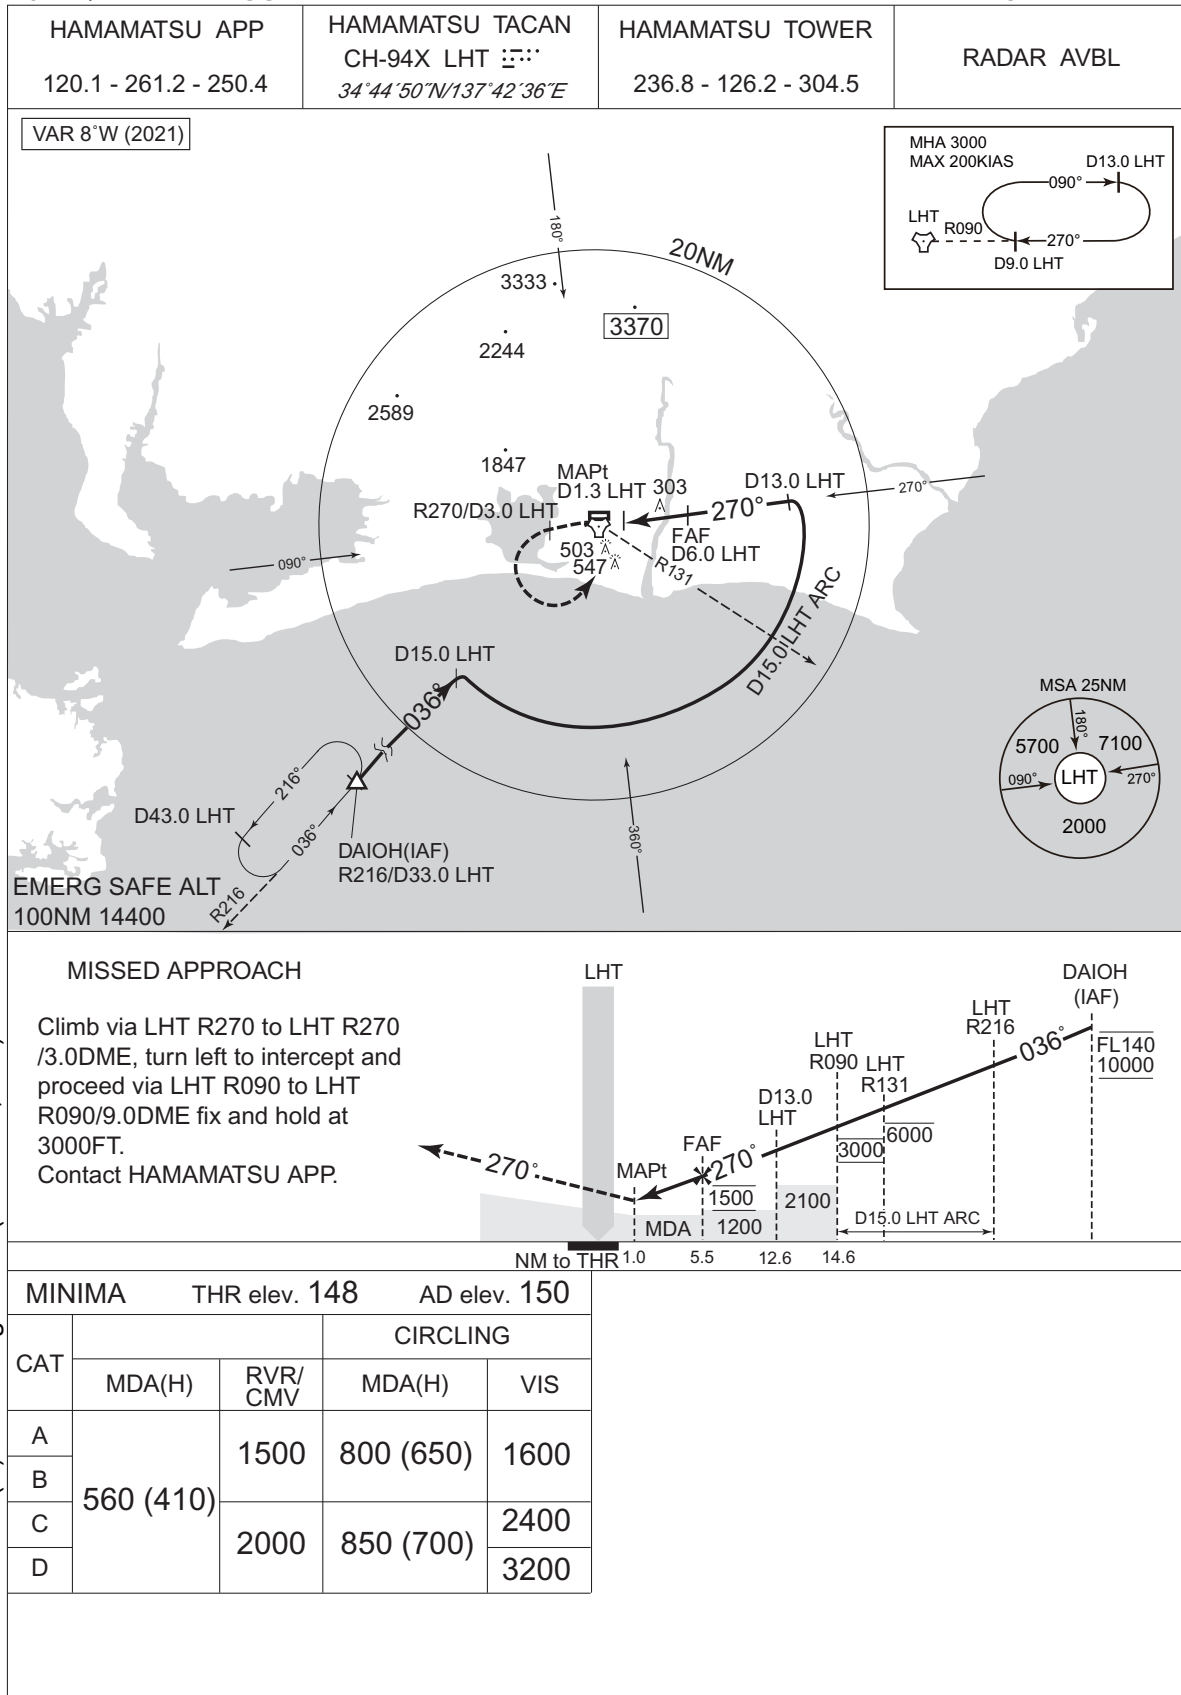 HAMAMATSU APP
120.1 - 261.2 - 250.4
HAMAMATSU TACAN
CH-94X LHT
34°44´50˝N/137°42´36˝E
HAMAMATSU TOWER
236.8 - 126.2 - 304.5
RADAR AVBL
VAR 8°W (2021)
MHA 3000
MAX 200KIAS
D13.0 LHT
090°
LHT
R090
270°
D9.0 LHT
180°
20NM
3333
3370
2244
2589
1847
MAPt
D1.3 LHT
303
D13.0 LHT
270°
270°
R270/D3.0 LHT
FAF
D6.0 LHT
503
547
R131
090°
D15.0 LHT ARC
D15.0 LHT
036°
MSA 25NM
180°
5700
7100
090°
LHT
270°
2000
216°
D43.0 LHT
036°
DAIOH(IAF)
R216/D33.0 LHT
360°
R216
EMERG SAFE ALT
100NM 14400
MISSED APPROACH
Climb via LHT R270 to LHT R270
/3.0DME, turn left to intercept and
proceed via LHT R090 to LHT
R090/9.0DME fix and hold at
3000FT.
Contact HAMAMATSU APP.
LHT
DAIOH
(IAF)
LHT
R216
036°
FL140
10000
LHT
R090
LHT
R131
D13.0
LHT
6000
3000
FAF
270°
MAPt
270°
1500
2100
MDA
1200
D15.0 LHT ARC
NM to THR
1.0
5.5
12.6
14.6
MINIMA
THR elev. 148
AD elev. 150
CAT
CIRCLING
MDA(H)
RVR/
CMV
MDA(H)
VIS
A
B
C
D
560 (410)
1500
2000
800 (650)
850 (700)
1600
2400
3200